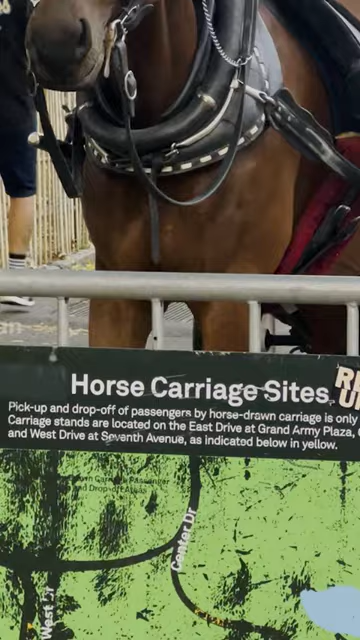 Horse Carriage Sites
Pick-up and drop-off of passengers by horse-drawn carriage is only
Carriage stands are located on the East Drive at Grand Army Plaza,
and West Drive at Seventh Avenue, as indicated below in yellow.
Center Dr
West Dr